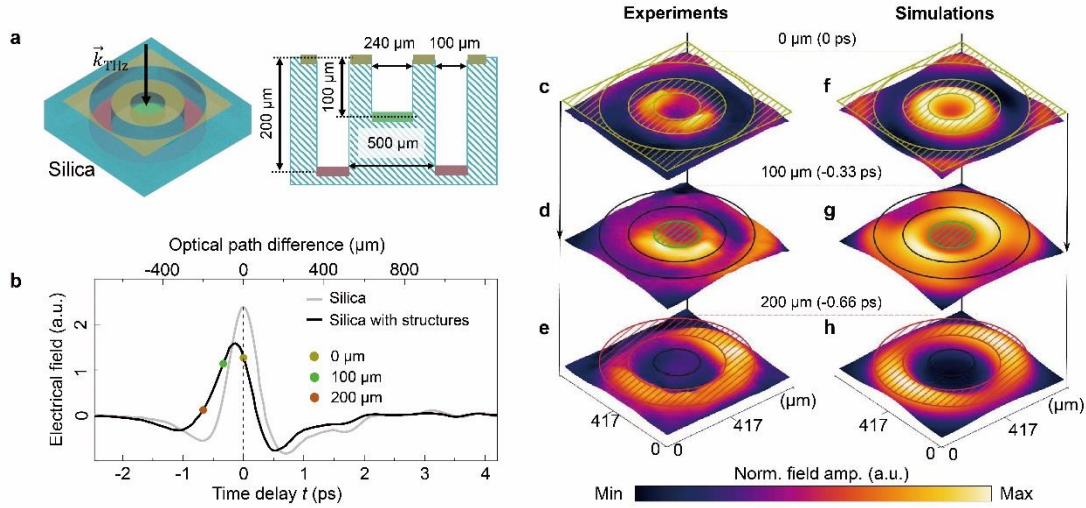 a
k⃗THz
Silica
240 μm
100 μm
200 μm
100 μm
500 μm
b
Optical path difference (μm)
-400
0
400
800
Electrical field (a.u.)
2
1
0
Silica
Silica with structures
0 μm
100 μm
200 μm
-2
-1
0
1
2
3
4
Time delay t (ps)
Experiments
Simulations
0 μm (0 ps)
c
f
100 μm (-0.33 ps)
d
g
200 μm (-0.66 ps)
e
h
417
0
0
417
(μm)
417
0
0
417
(μm)
Norm. field amp. (a.u.)
Min
Max